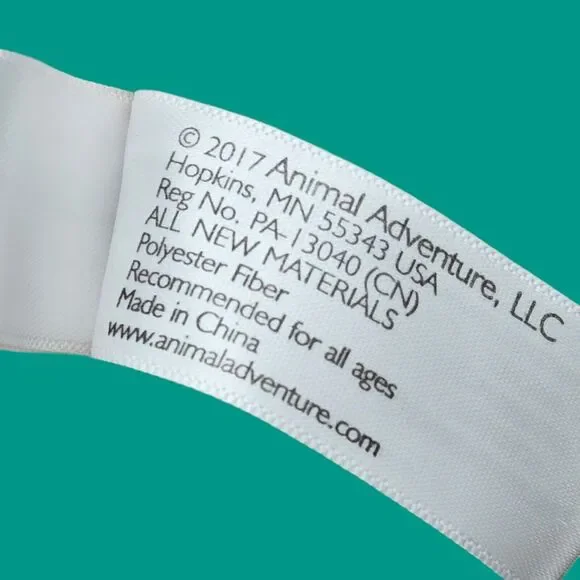 © 2017 Animal Adventure, LLC
Hopkins, MN 55343 USA
Reg No. PA-13040 (CN)
ALL NEW MATERIALS
Polyester Fiber
Recommended for all ages
Made in China
www.animaladventure.com